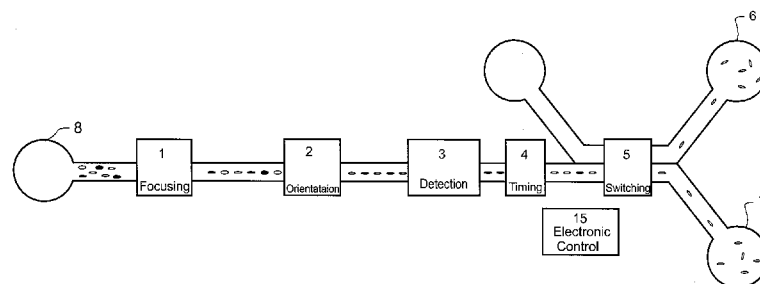 6
8
1
Focusing
2
Orientataion
3
Detection
4
Timing
5
Switching
15
Electronic
Control